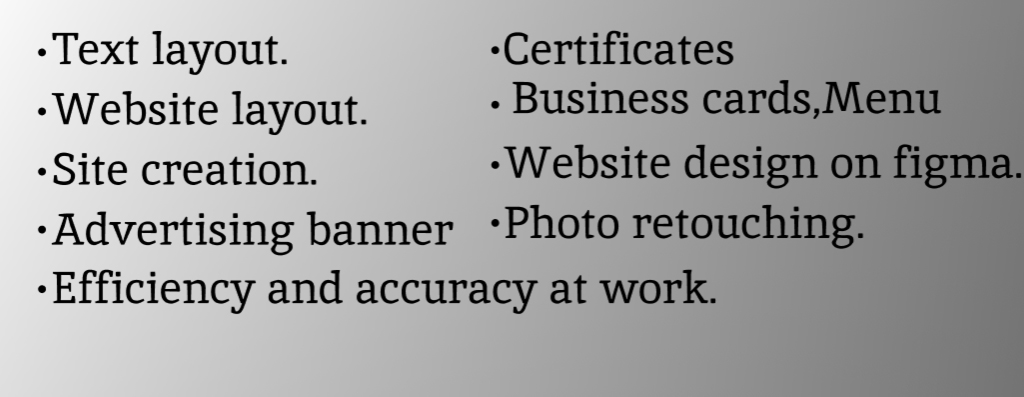 •Text layout.
•Website layout.
•Site creation.
•Advertising banner
•Efficiency and accuracy at work.
•Certificates
• Business cards,Menu
•Website design on figma.
•Photo retouching.